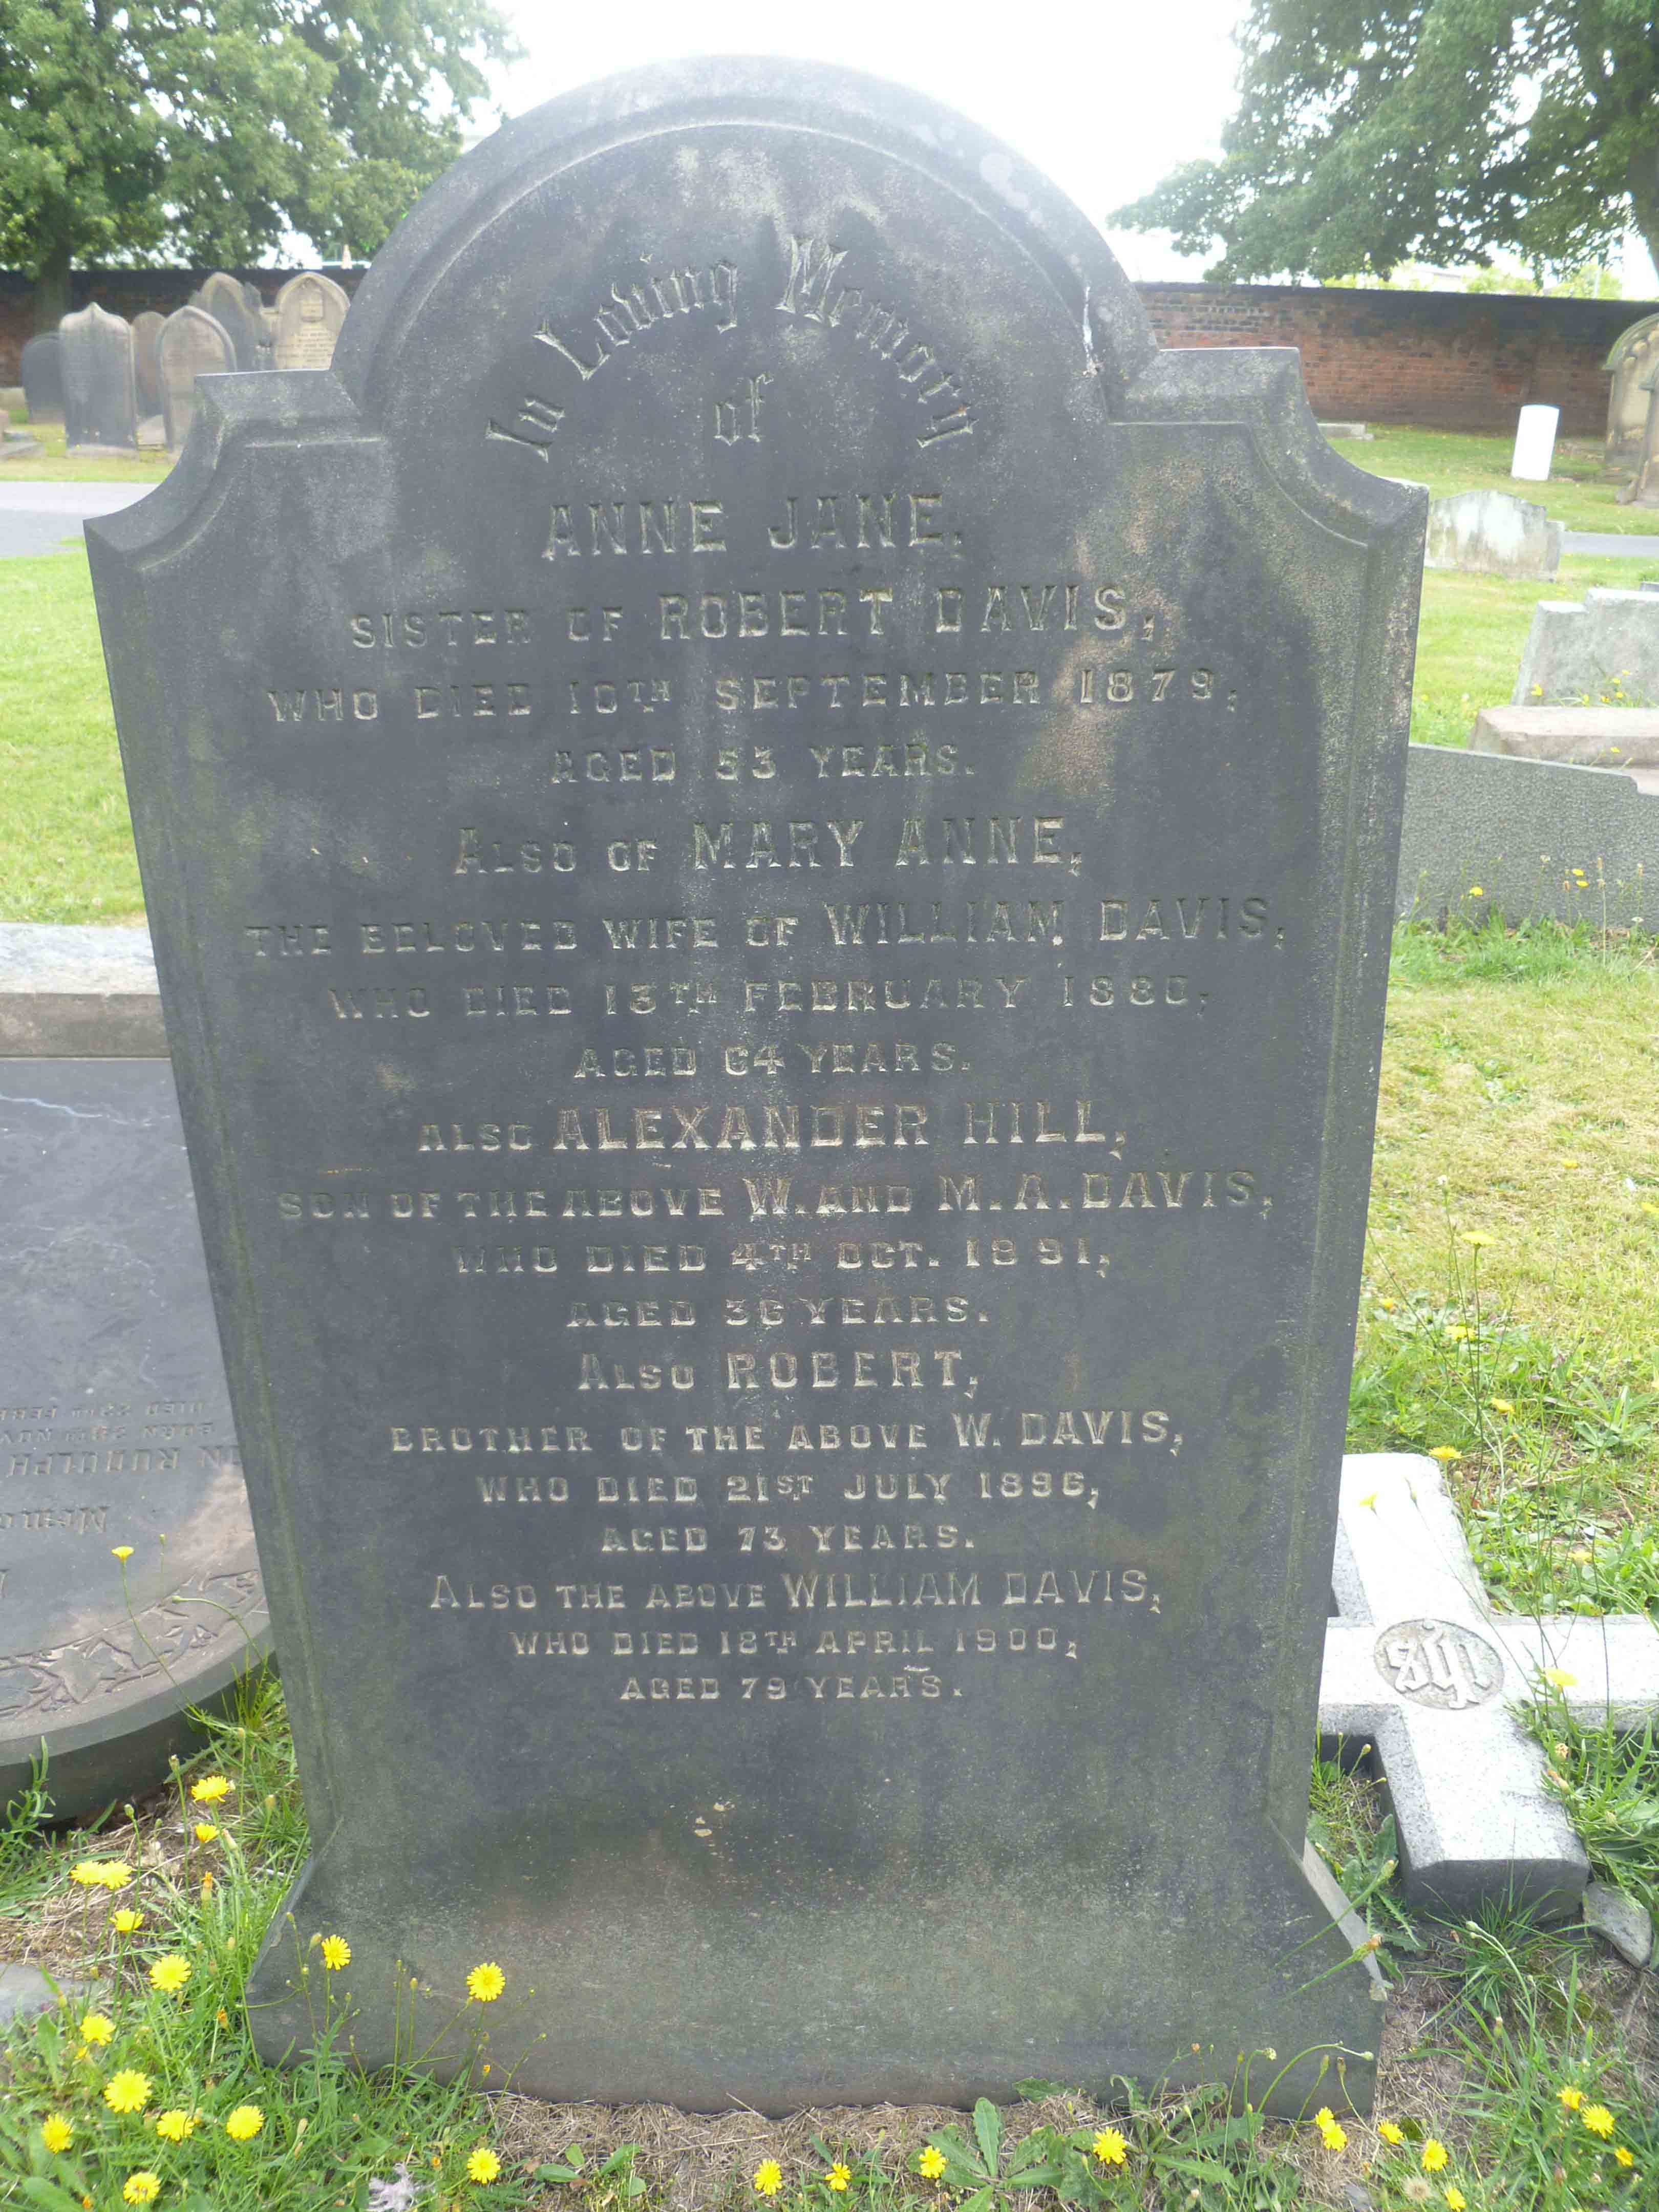 In Loving Memory
of
ANNE JANE,
SISTER OF ROBERT DAVIS,
WHO DIED 10TH SEPTEMBER 1879,
AGED 53 YEARS.
ALSO OF MARY ANNE,
THE BELOVED WIFE OF WILLIAM DAVIS,
WHO DIED 13TH FEBRUARY 1880,
AGED 64 YEARS.
ALSO ALEXANDER HILL,
SON OF THE ABOVE W. AND M. A. DAVIS,
WHO DIED 4TH OCT. 1891,
AGED 36 YEARS.
ALSO ROBERT,
BROTHER OF THE ABOVE W. DAVIS,
WHO DIED 21ST JULY 1896,
AGED 73 YEARS.
ALSO THE ABOVE WILLIAM DAVIS,
WHO DIED 18TH APRIL 1900,
AGED 79 YEARS.
ihs
RUDOLPH